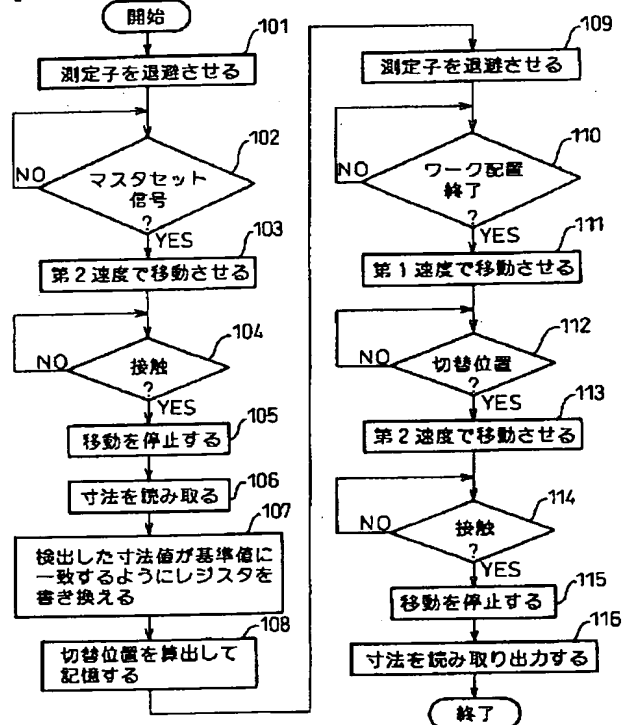 開始
101
測定子を退避させる
102
マスタセット
信号
?
NO
YES
103
第2速度で移動させる
104
接触
?
NO
YES
105
移動を停止する
106
寸法を読み取る
107
検出した寸法値が基準値に
一致するようにレジスタを
書き換える
108
切替位置を算出して
記憶する
109
測定子を退避させる
110
ワーク配置
終了
?
NO
YES
111
第1速度で移動させる
112
切替位置
?
NO
YES
113
第2速度で移動させる
114
接触
?
NO
YES
115
移動を停止する
116
寸法を読み取り出力する
終了